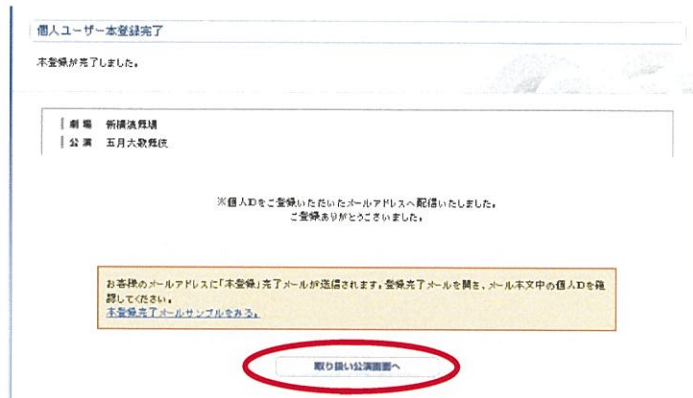 個人ユーザー本登録完了
本登録が完了しました。
劇 場 新橋演舞場
公 演 五月大歌舞伎
※個人IDをご登録いただいたメールアドレスへ配信いたしました。
ご登録ありがとうございました。
お客様のメールアドレスに「本登録」完了メールが送信されます。登録完了メールを開き、メール本文中の個人IDを確
認してください。
本登録完了メールサンプルをみる。
取り扱い公演画面へ